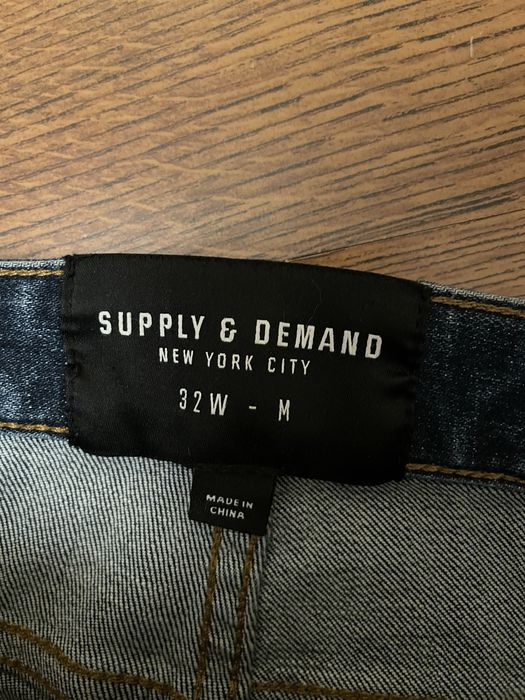 SUPPLY & DEMAND
NEW YORK CITY
32W - M
MADE IN
CHINA